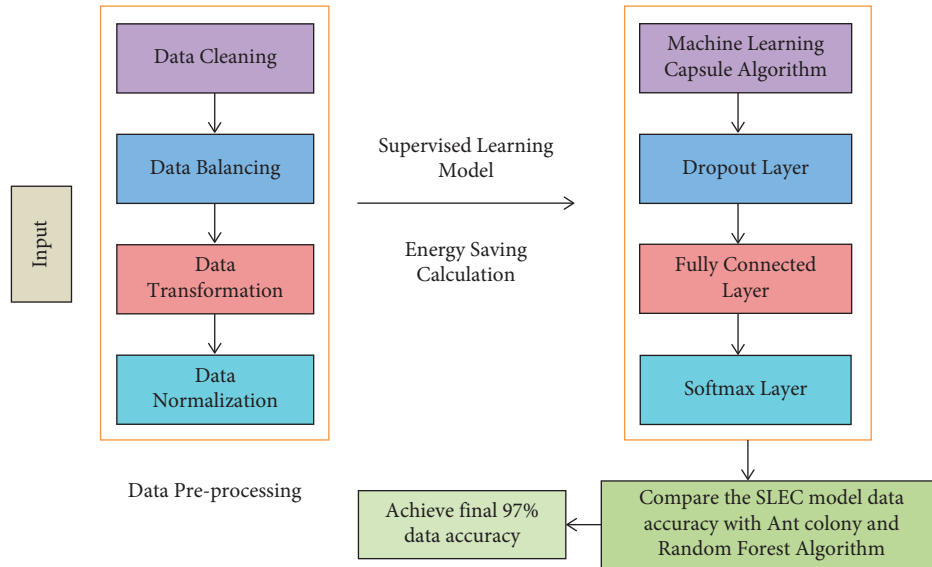 Input
Data Cleaning
Data Balancing
Data
Transformation
Data
Normalization
Data Pre-processing
Supervised Learning
Model
Energy Saving
Calculation
Machine Learning
Capsule Algorithm
Dropout Layer
Fully Connected
Layer
Softmax Layer
Compare the SLEC model data
accuracy with Ant colony and
Random Forest Algorithm
Achieve final 97%
data accuracy